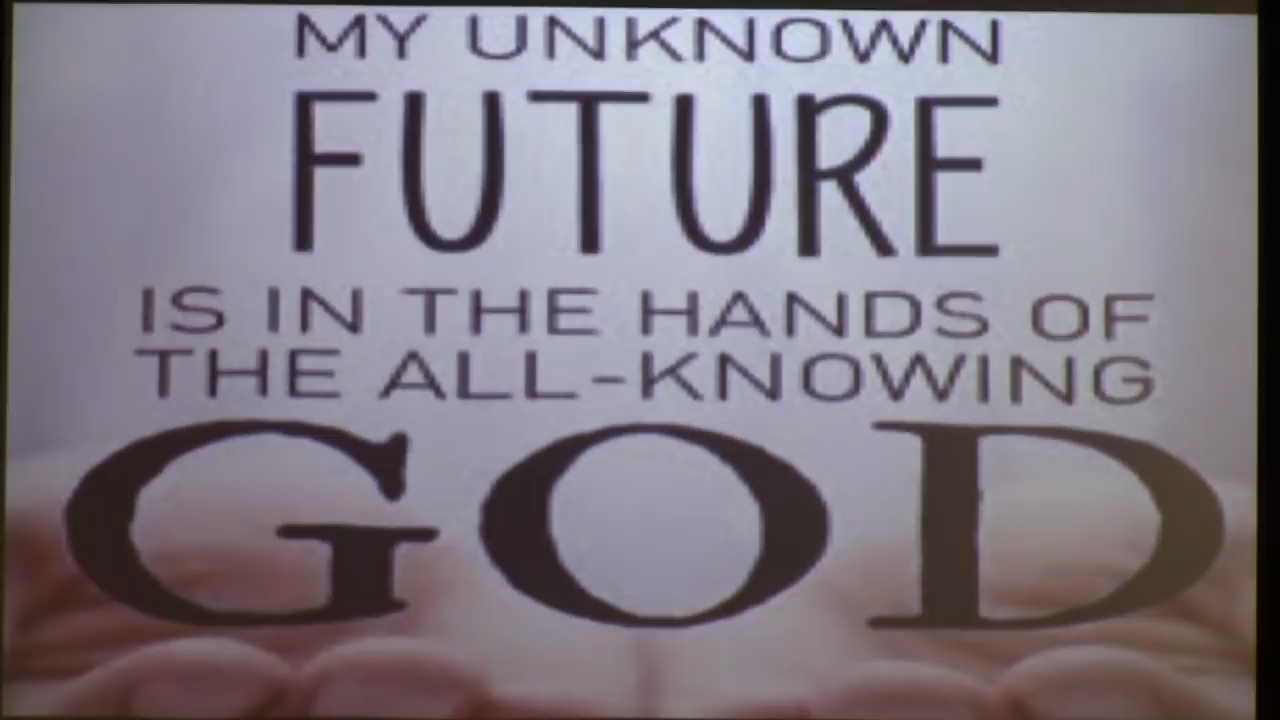 MY UNKNOWN
FUTURE
IS IN THE HANDS OF
THE ALL-KNOWING
GOD